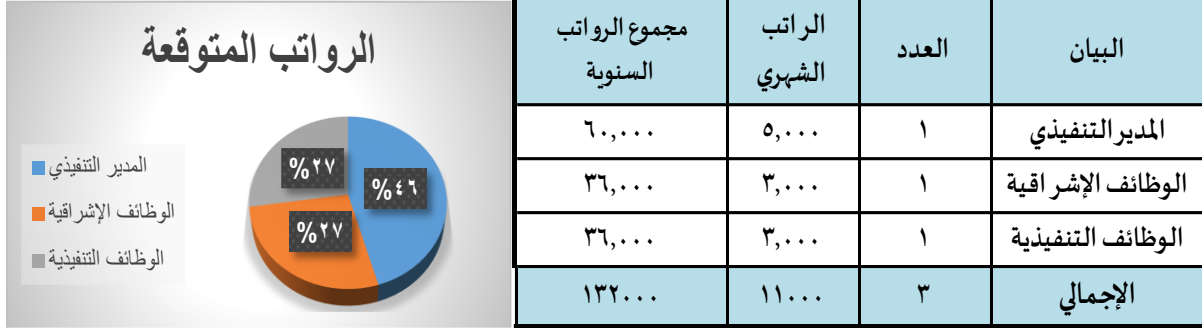 البيان
العدد
الراتب
الشهري
مجموع الرواتب
السنوية
المدير التنفيذي
١
٥,٠٠٠
٦٠,٠٠٠
الوظائف الإشراقية
١
٣,٠٠٠
٣٦,٠٠٠
الوظائف التنفيذية
١
٣,٠٠٠
٣٦,٠٠٠
الإجمالي
٣
١١٠٠٠
١٣٢٠٠٠
الرواتب المتوقعة
%٢٧
%٤٦
%٢٧
المدير التنفيذي
الوظائف الإشراقية
الوظائف التنفيذية